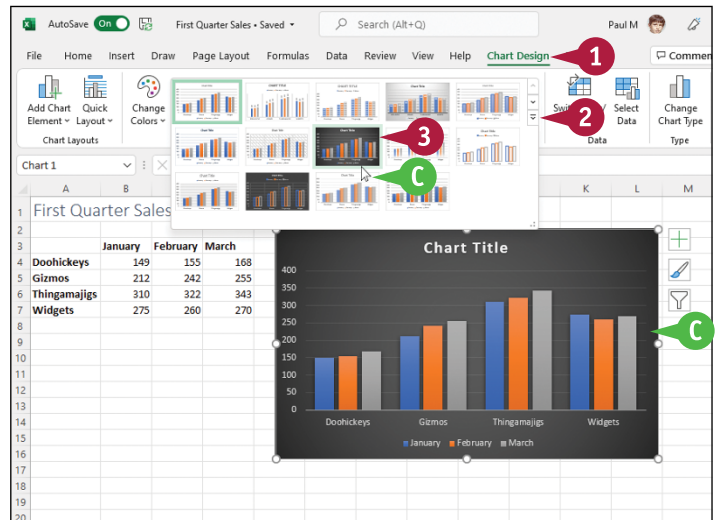 AutoSave On First Quarter Sales • Saved Search (Alt+Q) Paul M
File Home Insert Draw Page Layout Formulas Data Review View Help Chart Design Commen
1
Add Chart Element
Quick Layout
Change Colors
Select Data
Change Chart Type
2
3
Chart Layouts Data Type
Chart 1
C
A B K L M
1 First Quarter Sales
2
3 January February March
4 Doohickeys 149 155 168
5 Gizmos 212 242 255
6 Thingamajigs 310 322 343
7 Widgets 275 260 270
8
9
10
11
12
13
14
15
16
17
18
19
20
Chart Title
400
350
300
250
200
150
100
50
0
Doohickeys Gizmos Thingamajigs Widgets
January February March
C